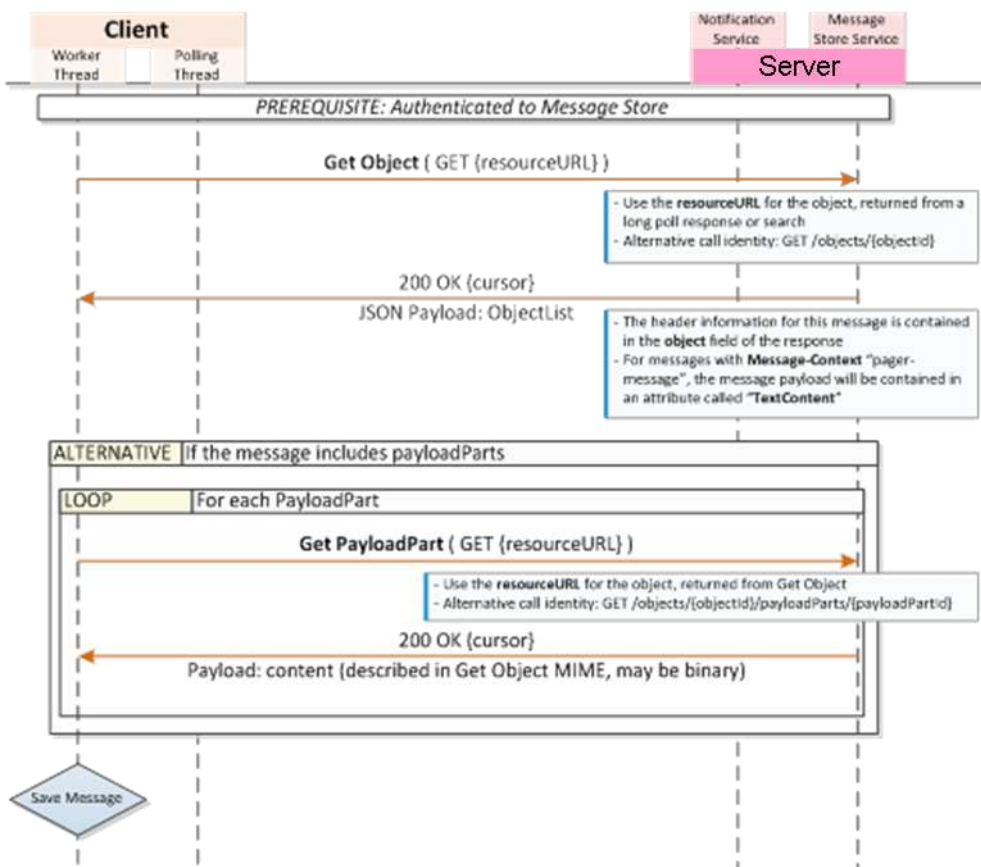 Client
Worker
Thread
Polling
Thread
Notification
Service
Message
Store Service
Server
PREREQUISITE: Authenticated to Message Store
Get Object ( GET {resourceURL} )
- Use the resourceURL for the object, returned from a
long poll response or search
- Alternative call identity: GET /objects/{objectId}
200 OK {cursor}
JSON Payload: ObjectList
- The header information for this message is contained
in the object field of the response
- For messages with Message-Context "pager-
message", the message payload will be contained in
an attribute called "TextContent"
ALTERNATIVE If the message includes payloadParts
LOOP For each PayloadPart
Get PayloadPart ( GET {resourceURL} )
- Use the resourceURL for the object, returned from Get Object
- Alternative call identity: GET /objects/{objectId}/payloadParts/{payloadPartId}
200 OK {cursor}
Payload: content (described in Get Object MIME, may be binary)
Save Message